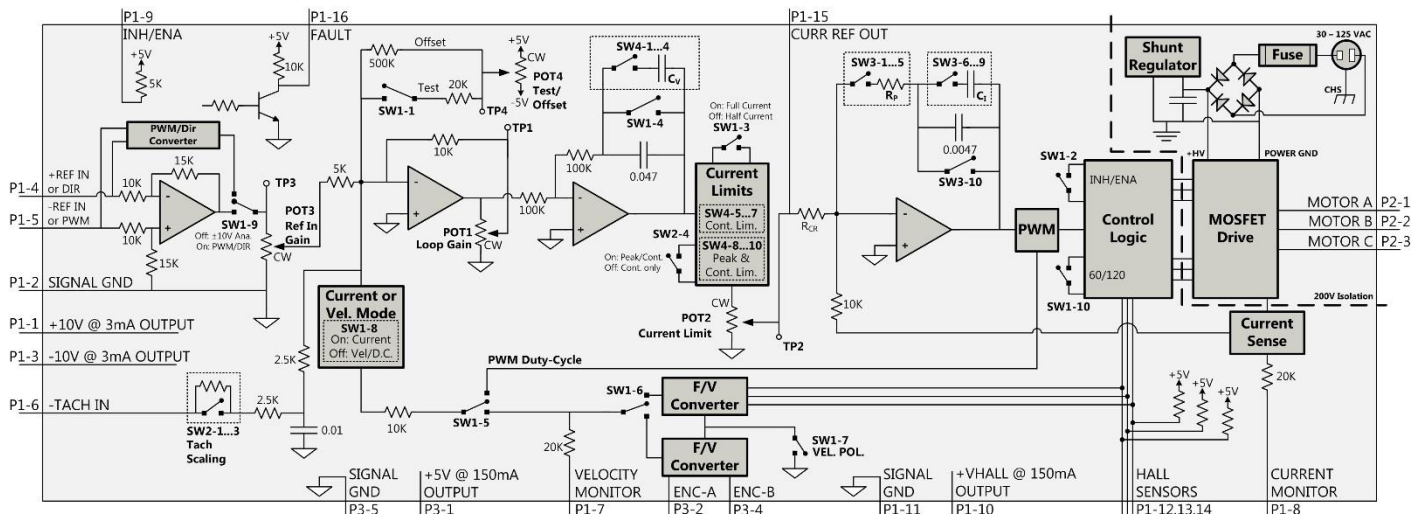 P1-9
INH/ENA
P1-16
FAULT
P1-15
CURR REF OUT
30 – 125 VAC
Fuse
CHS
Shunt
Regulator
+5V
5K
+5V
10K
Offset
500K
Test
20K
SW1-1
+5V
CW
-5V
POT4
Test/
Offset
TP4
SW4-1...4
CV
SW1-4
100K
0.047
On: Full Current
Off: Half Current
SW1-3
SW3-1...5
RP
SW3-6...9
CI
0.0047
SW3-10
+HV
POWER GND
PWM/Dir
Converter
15K
P1-4
+REF IN
or DIR
10K
P1-5
-REF IN
or PWM
10K
15K
-
+
SW1-9
Off: ±10V Ana.
On: PWM/DIR
TP3
POT3
Ref In
Gain
CW
5K
10K
TP1
-
+
POT1
Loop Gain
CW
100K
-
+
Current
Limits
SW4-5...7
Cont. Lim.
SW4-8...10
Peak &
Cont. Lim.
SW2-4
On: Peak/Cont.
Off: Cont. only
CW
POT2
Current Limit
TP2
RCR
-
+
10K
PWM
SW1-2
INH/ENA
Control
Logic
60/120
SW1-10
MOSFET
Drive
MOTOR A P2-1
MOTOR B P2-2
MOTOR C P2-3
200V Isolation
Current
Sense
20K
P1-2
SIGNAL GND
P1-1
+10V @ 3mA OUTPUT
P1-3
-10V @ 3mA OUTPUT
P1-6
-TACH IN
SW2-1...3
Tach
Scaling
2.5K
2.5K
0.01
Current or
Vel. Mode
SW1-8
On: Current
Off: Vel/D.C.
10K
SW1-5
PWM Duty-Cycle
20K
SW1-6
F/V
Converter
F/V
Converter
SW1-7
VEL. POL.
+5V
+5V
+5V
SIGNAL
GND
P3-5
+5V @ 150mA
OUTPUT
P3-1
VELOCITY
MONITOR
P1-7
ENC-A
P3-2
ENC-B
P3-4
SIGNAL
GND
P1-11
+VHALL @ 150mA
OUTPUT
P1-10
HALL
SENSORS
P1-12,13,14
CURRENT
MONITOR
P1-8